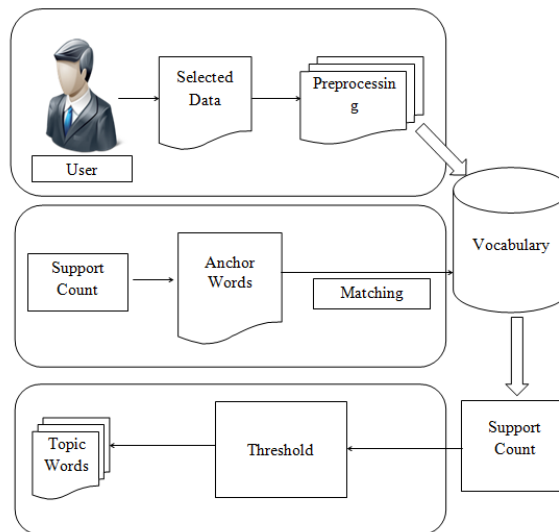 Selected
Data
Preprocessin
g
User
Vocabulary
Support
Count
Anchor
Words
Matching
Topic
Words
Threshold
Support
Count